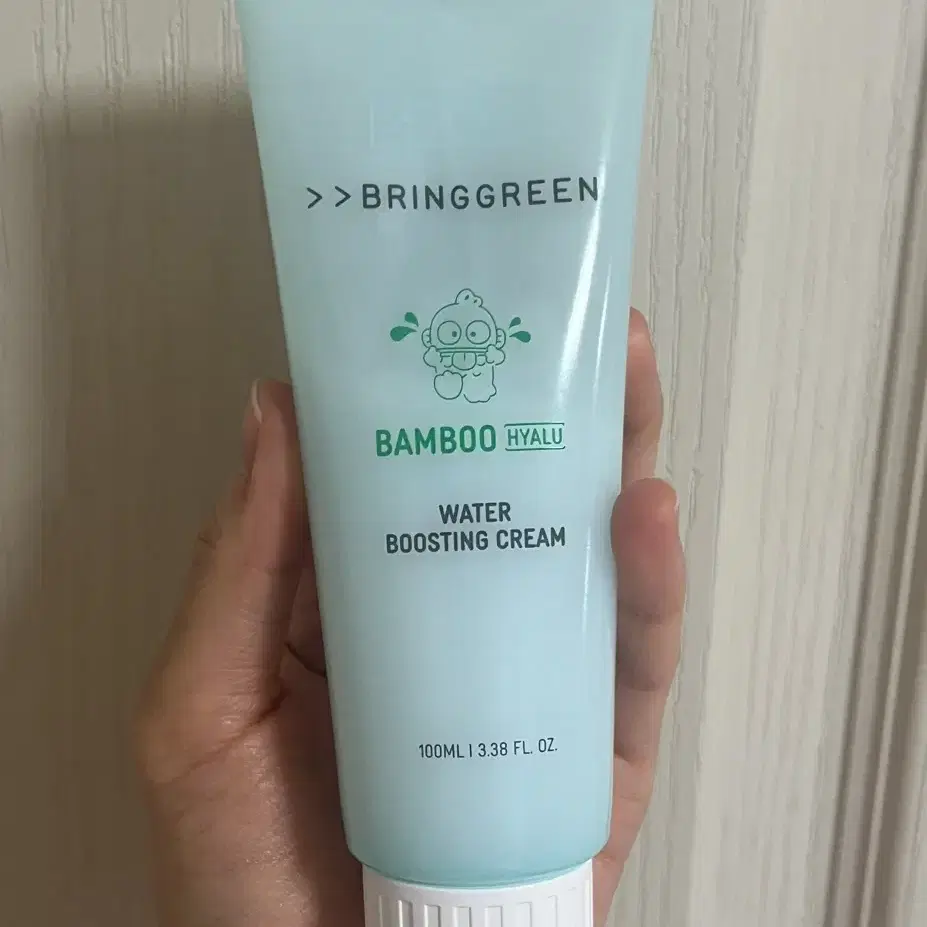 >>BRINGGREEN
BAMBOO HYALU
WATER
BOOSTING CREAM
100ML | 3.38 FL. OZ.